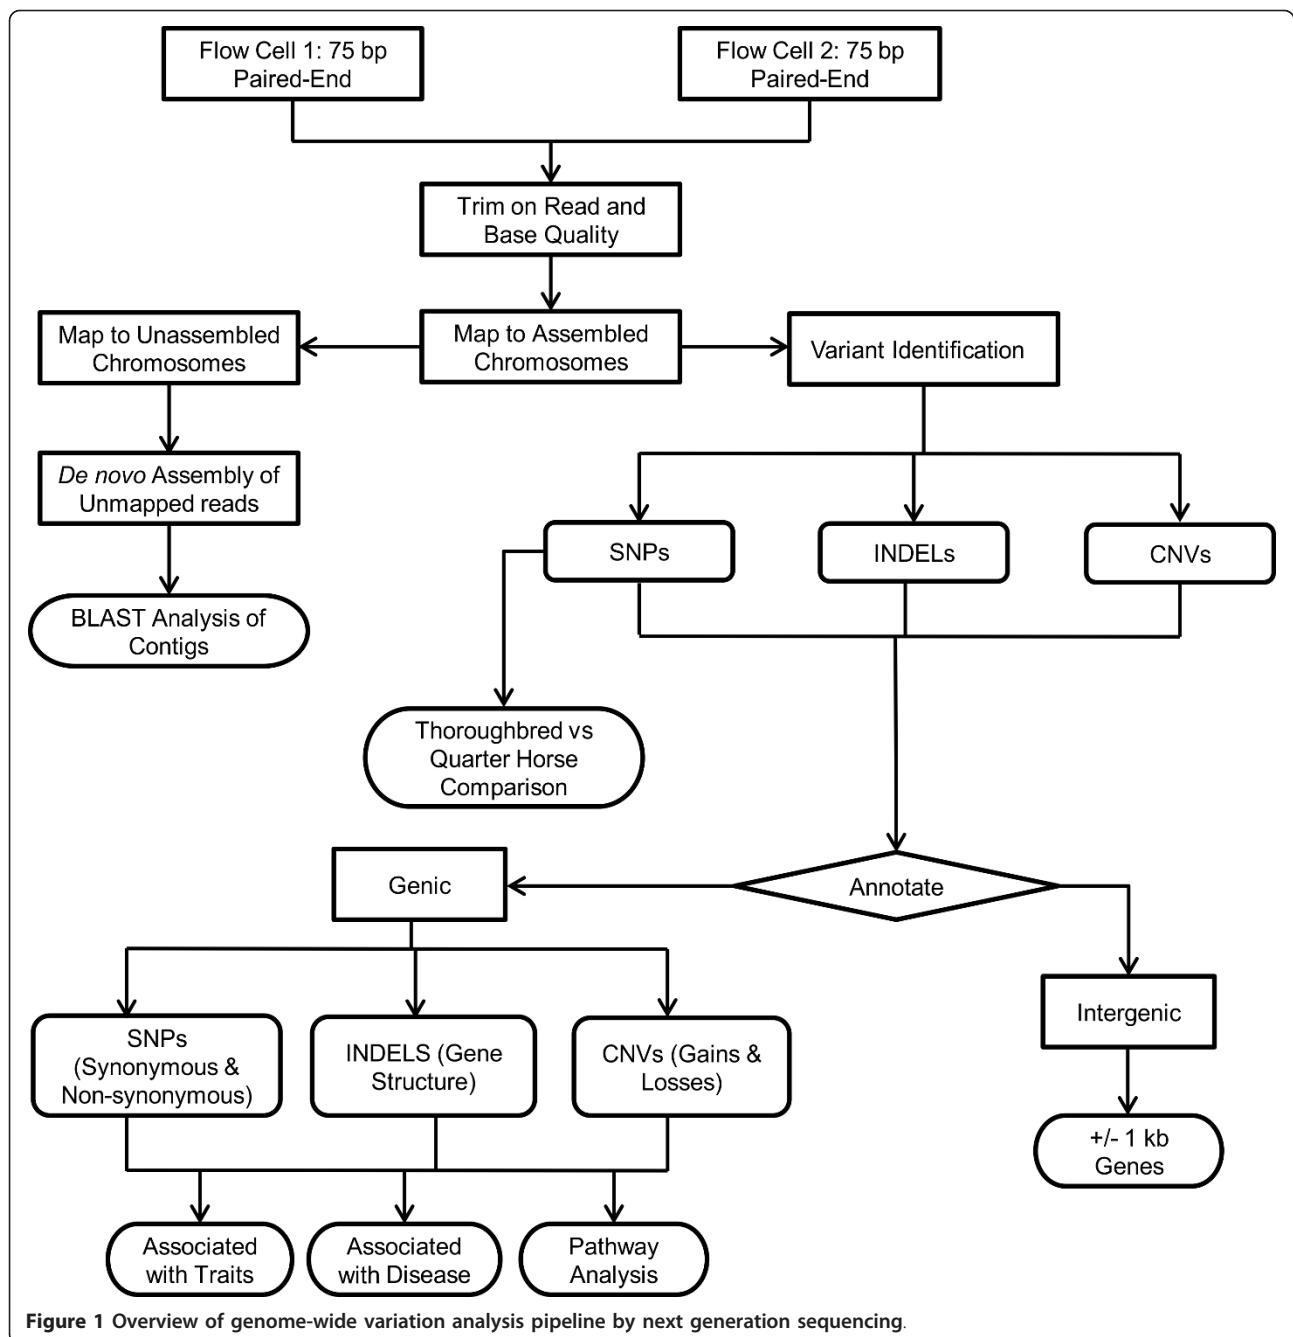 Flow Cell 1: 75 bp
Paired-End
Flow Cell 2: 75 bp
Paired-End
Trim on Read and
Base Quality
Map to Unassembled
Chromosomes
Map to Assembled
Chromosomes
Variant Identification
De novo Assembly of
Unmapped reads
SNPs
INDELs
CNVs
BLAST Analysis of
Contigs
Thoroughbred vs
Quarter Horse
Comparison
Genic
Annotate
Intergenic
SNPs
(Synonymous &
Non-synonymous)
INDELS (Gene
Structure)
CNVs (Gains &
Losses)
+/- 1 kb
Genes
Associated
with Traits
Associated
with Disease
Pathway
Analysis
Figure 1 Overview of genome-wide variation analysis pipeline by next generation sequencing.